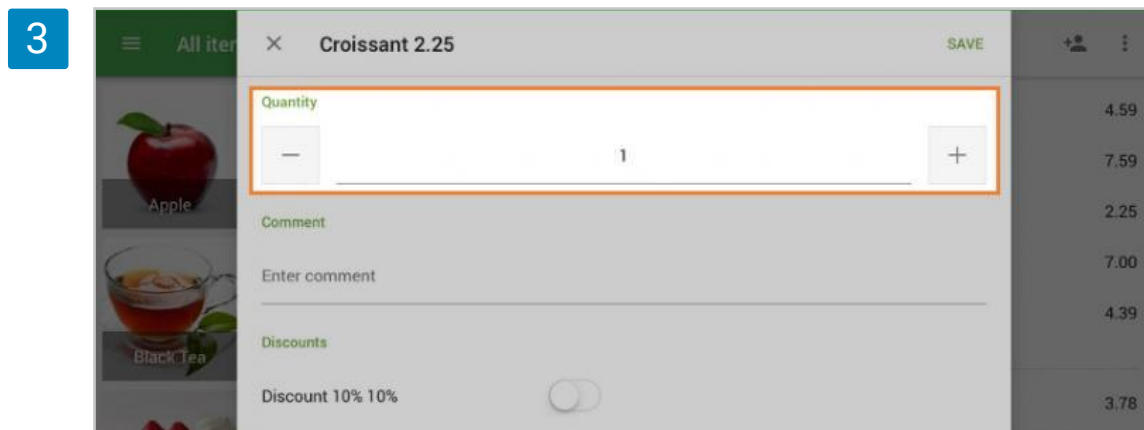 3
All iter
Croissant 2.25
SAVE
Quantity
1
Comment
Enter comment
Discounts
Discount 10% 10%
Apple
Black Tea
4.59
7.59
2.25
7.00
4.39
3.78